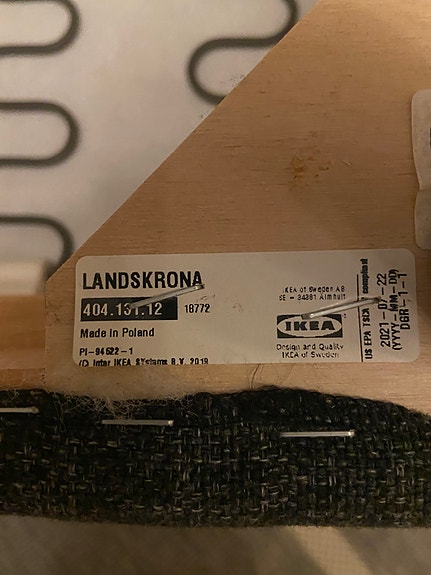 LANDSKRONA
404.131.12 18772
Made in Poland
PI-94622-1
(C) Inter IKEA Systems B.V. 2019
IKEA of Sweden AB
SE - 34381 Älmhult
IKEA
Design and Quality
IKEA of Sweden
US EPA TSCA compliant
2021-07-22
(YYYY-MM-DD)
DGR-1-1